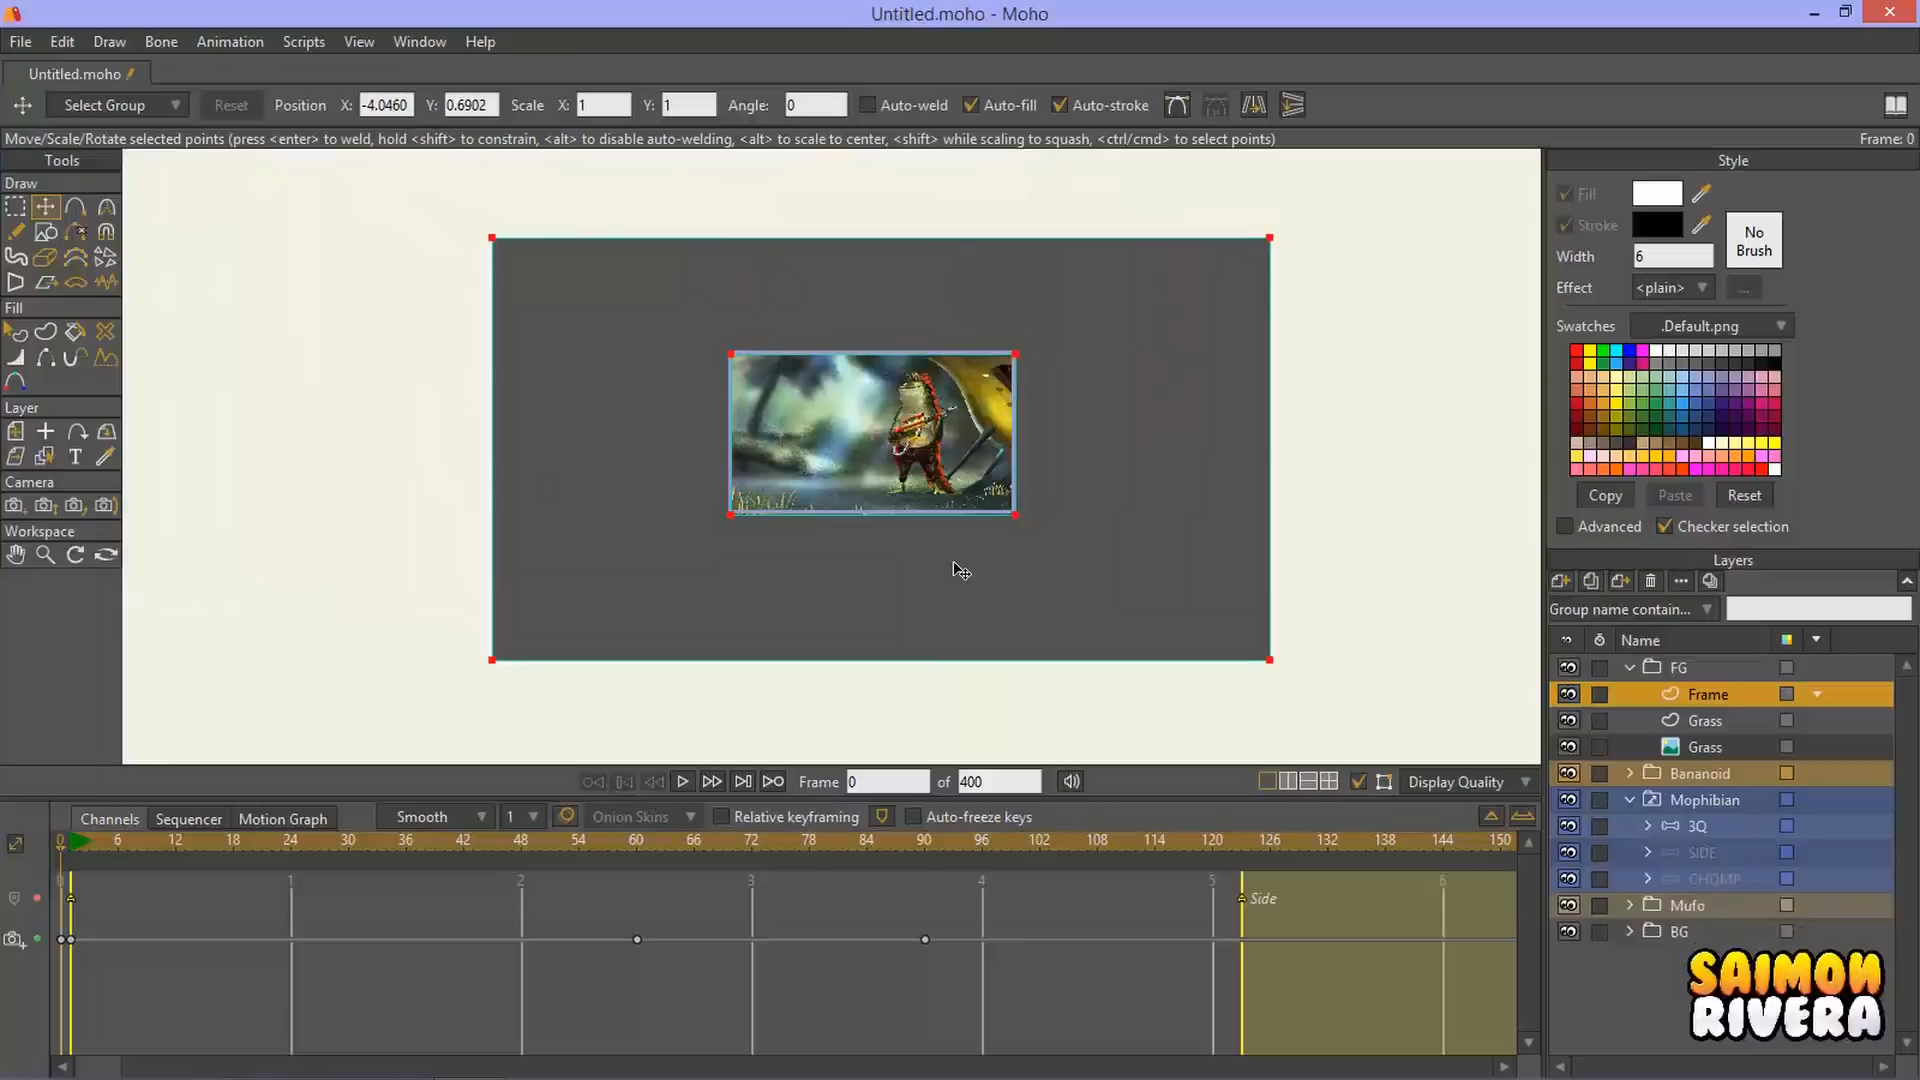 Untitled.moho - Moho
File Edit Draw Bone Animation Scripts View Window Help
Untitled.moho
Select Group Reset Position X: -4.0460 Y: 0.6902 Scale X: 1 Y: 1 Angle: 0 Auto-weld Auto-fill Auto-stroke
Move/Scale/Rotate selected points (press <enter> to weld, hold <shift> to constrain, <alt> to disable auto-welding, <alt> to scale to center, <shift> while scaling to squash, <ctrl/cmd> to select points) Frame: 0
Tools
Draw
Fill
Layer
T
Camera
Workspace
Style
Fill
Stroke
No
Brush
Width 6
Effect <plain> ...
Swatches .Default.png
Copy Paste Reset
Advanced Checker selection
Layers
Group name contain...
Name
FG
Frame
Grass
Grass
Bananoid
Mophibian
3Q
SIDE
CHOMP
Mufo
BG
Frame 0 of 400 Display Quality
Channels Sequencer Motion Graph Smooth 1 Onion Skins Relative keyframing Auto-freeze keys
0 6 12 18 24 30 36 42 48 54 60 66 72 78 84 90 96 102 108 114 120 126 132 138 144 150
0 1 2 3 4 5 6
Side
SAIMON
RIVERA